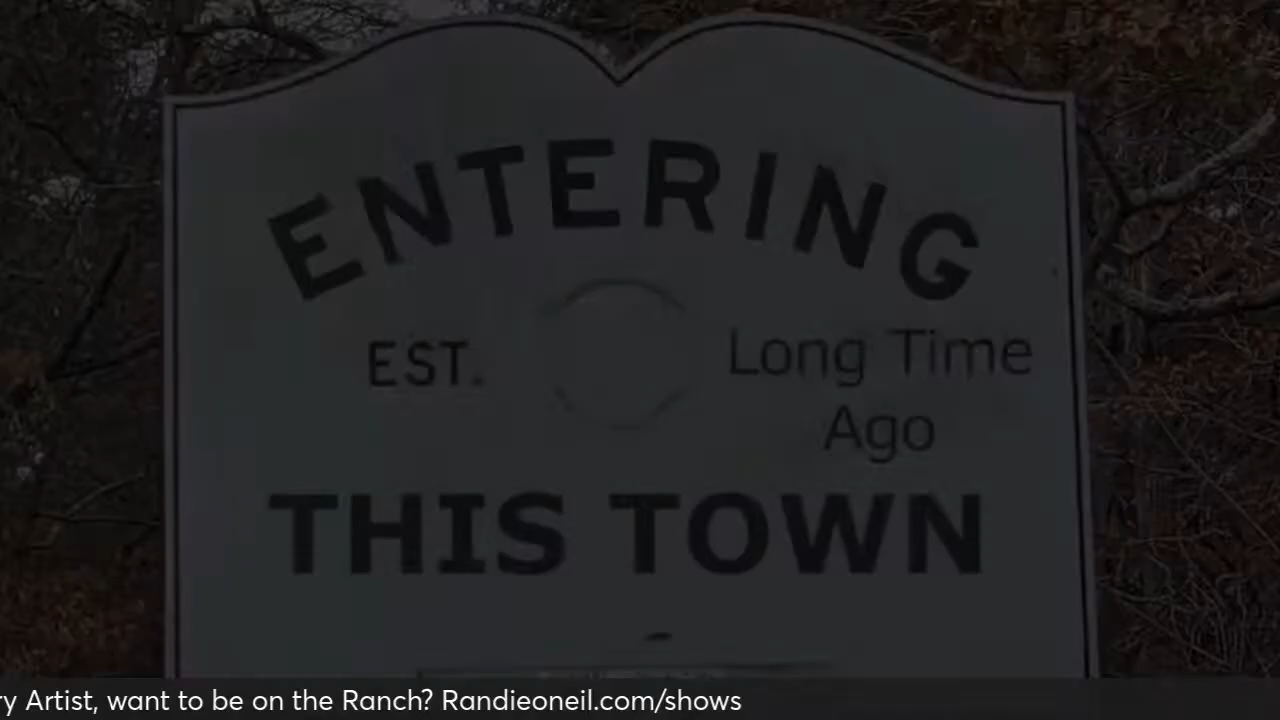 ENTERING
EST. Long Time
Ago
THIS TOWN
ry Artist, want to be on the Ranch? Randieoneil.com/shows